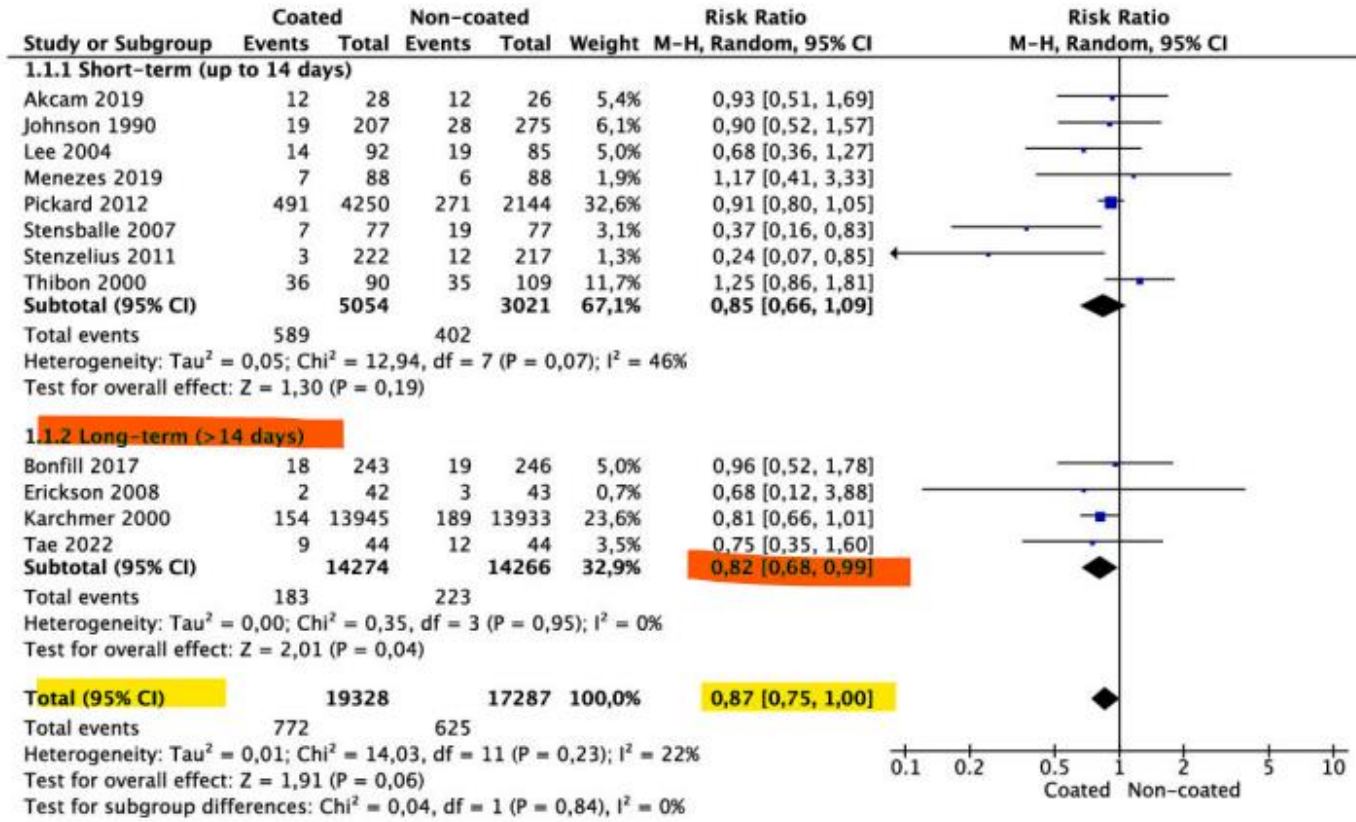 Coated Non-coated Risk Ratio Risk Ratio
Study or Subgroup Events Total Events Total Weight M-H, Random, 95% CI M-H, Random, 95% CI
1.1.1 Short-term (up to 14 days)
Akcam 2019 12 28 12 26 5,4% 0,93 [0,51, 1,69]
Johnson 1990 19 207 28 275 6,1% 0,90 [0,52, 1,57]
Lee 2004 14 92 19 85 5,0% 0,68 [0,36, 1,27]
Menezes 2019 7 88 6 88 1,9% 1,17 [0,41, 3,33]
Pickard 2012 491 4250 271 2144 32,6% 0,91 [0,80, 1,05]
Stensballe 2007 7 77 19 77 3,1% 0,37 [0,16, 0,83]
Stenzelius 2011 3 222 12 217 1,3% 0,24 [0,07, 0,85]
Thibon 2000 36 90 35 109 11,7% 1,25 [0,86, 1,81]
Subtotal (95% CI) 5054 3021 67,1% 0,85 [0,66, 1,09]
Total events 589 402
Heterogeneity: Tau² = 0,05; Chi² = 12,94, df = 7 (P = 0,07); I² = 46%
Test for overall effect: Z = 1,30 (P = 0,19)
1.1.2 Long-term (>14 days)
Bonfill 2017 18 243 19 246 5,0% 0,96 [0,52, 1,78]
Erickson 2008 2 42 3 43 0,7% 0,68 [0,12, 3,88]
Karchmer 2000 154 13945 189 13933 23,6% 0,81 [0,66, 1,01]
Tae 2022 9 44 12 44 3,5% 0,75 [0,35, 1,60]
Subtotal (95% CI) 14274 14266 32,9% 0,82 [0,68, 0,99]
Total events 183 223
Heterogeneity: Tau² = 0,00; Chi² = 0,35, df = 3 (P = 0,95); I² = 0%
Test for overall effect: Z = 2,01 (P = 0,04)
Total (95% CI) 19328 17287 100,0% 0,87 [0,75, 1,00]
Total events 772 625
Heterogeneity: Tau² = 0,01; Chi² = 14,03, df = 11 (P = 0,23); I² = 22%
Test for overall effect: Z = 1,91 (P = 0,06)
Test for subgroup differences: Chi² = 0,04, df = 1 (P = 0,84), I² = 0%
0.1 0.2 0.5 1 2 5 10
Coated Non-coated